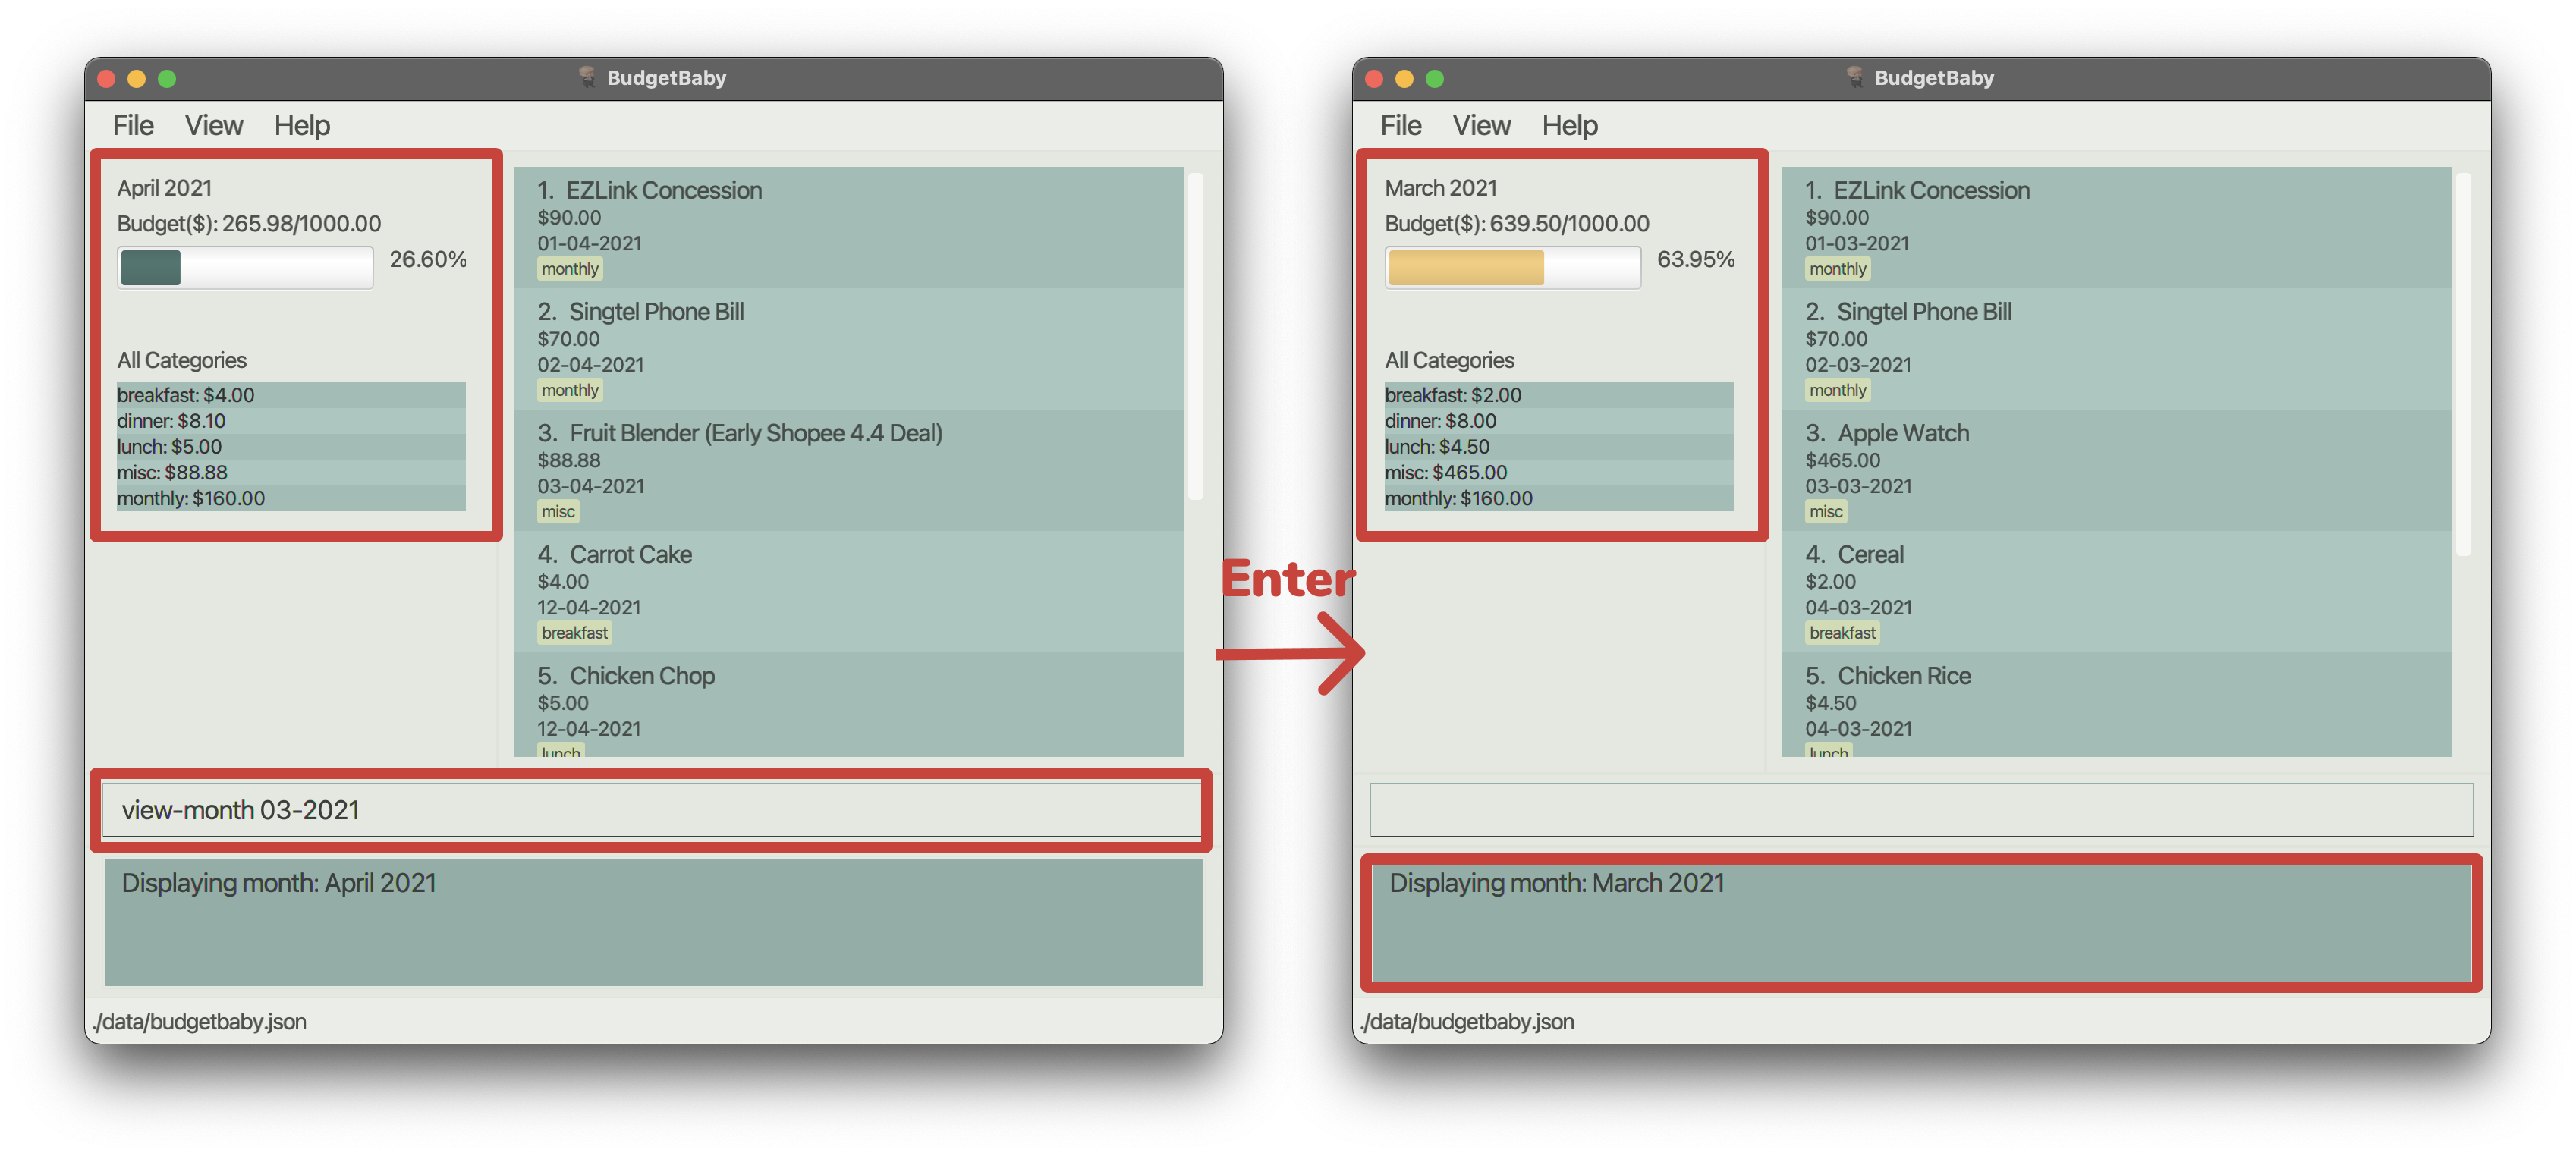 BudgetBaby
File View Help
April 2021
Budget($): 265.98/1000.00
26.60%
All Categories
breakfast: $4.00
dinner: $8.10
lunch: $5.00
misc: $88.88
monthly: $160.00
1. EZLink Concession
$90.00
01-04-2021
monthly
2. Singtel Phone Bill
$70.00
02-04-2021
monthly
3. Fruit Blender (Early Shopee 4.4 Deal)
$88.88
03-04-2021
misc
4. Carrot Cake
$4.00
12-04-2021
breakfast
5. Chicken Chop
$5.00
12-04-2021
lunch
view-month 03-2021
Displaying month: April 2021
./data/budgetbaby.json
Enter
BudgetBaby
File View Help
March 2021
Budget($): 639.50/1000.00
63.95%
All Categories
breakfast: $2.00
dinner: $8.00
lunch: $4.50
misc: $465.00
monthly: $160.00
1. EZLink Concession
$90.00
01-03-2021
monthly
2. Singtel Phone Bill
$70.00
02-03-2021
monthly
3. Apple Watch
$465.00
03-03-2021
misc
4. Cereal
$2.00
04-03-2021
breakfast
5. Chicken Rice
$4.50
04-03-2021
lunch
Displaying month: March 2021
./data/budgetbaby.json